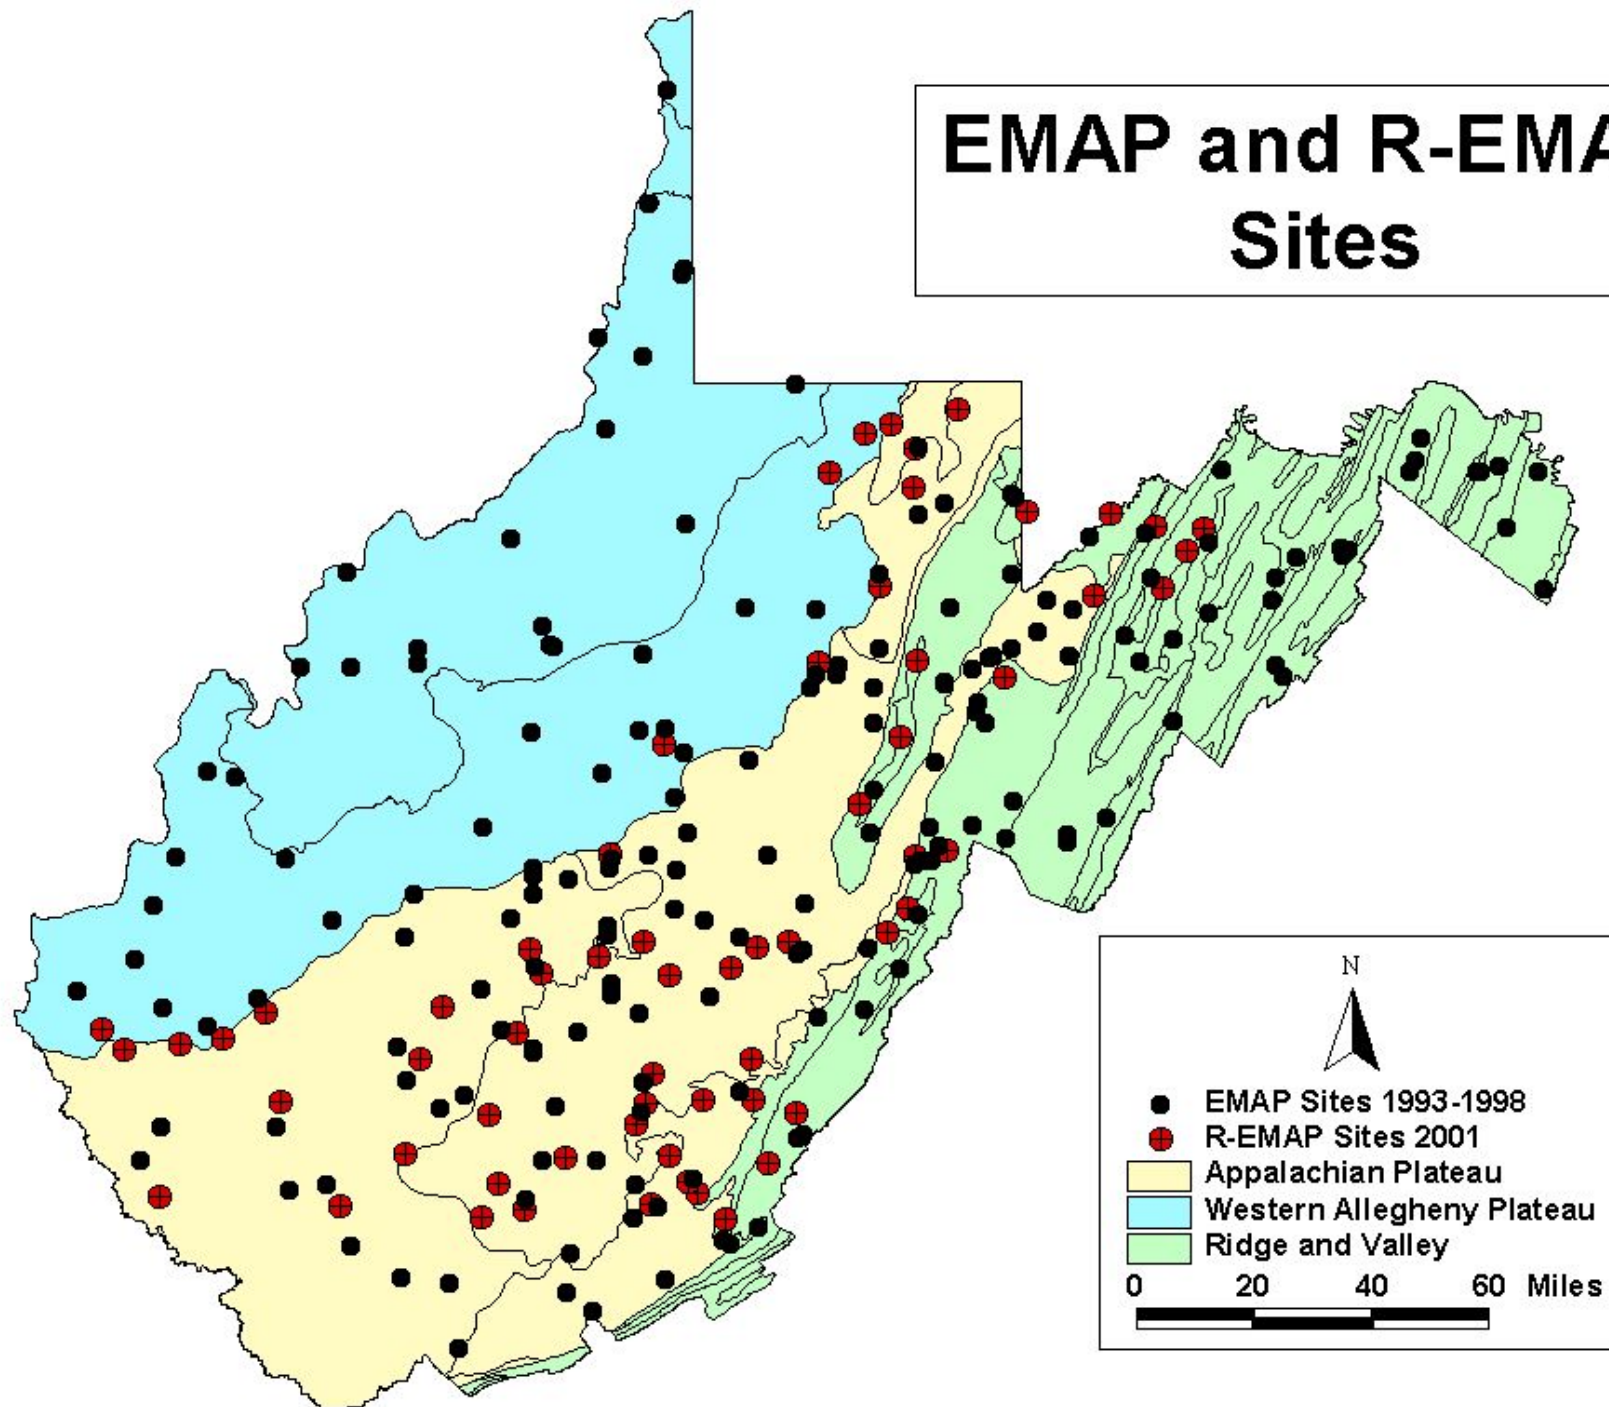 EMAP and R-EMA
Sites
N
EMAP Sites 1993-1998
R-EMAP Sites 2001
Appalachian Plateau
Western Allegheny Plateau
Ridge and Valley
0 20 40 60 Miles